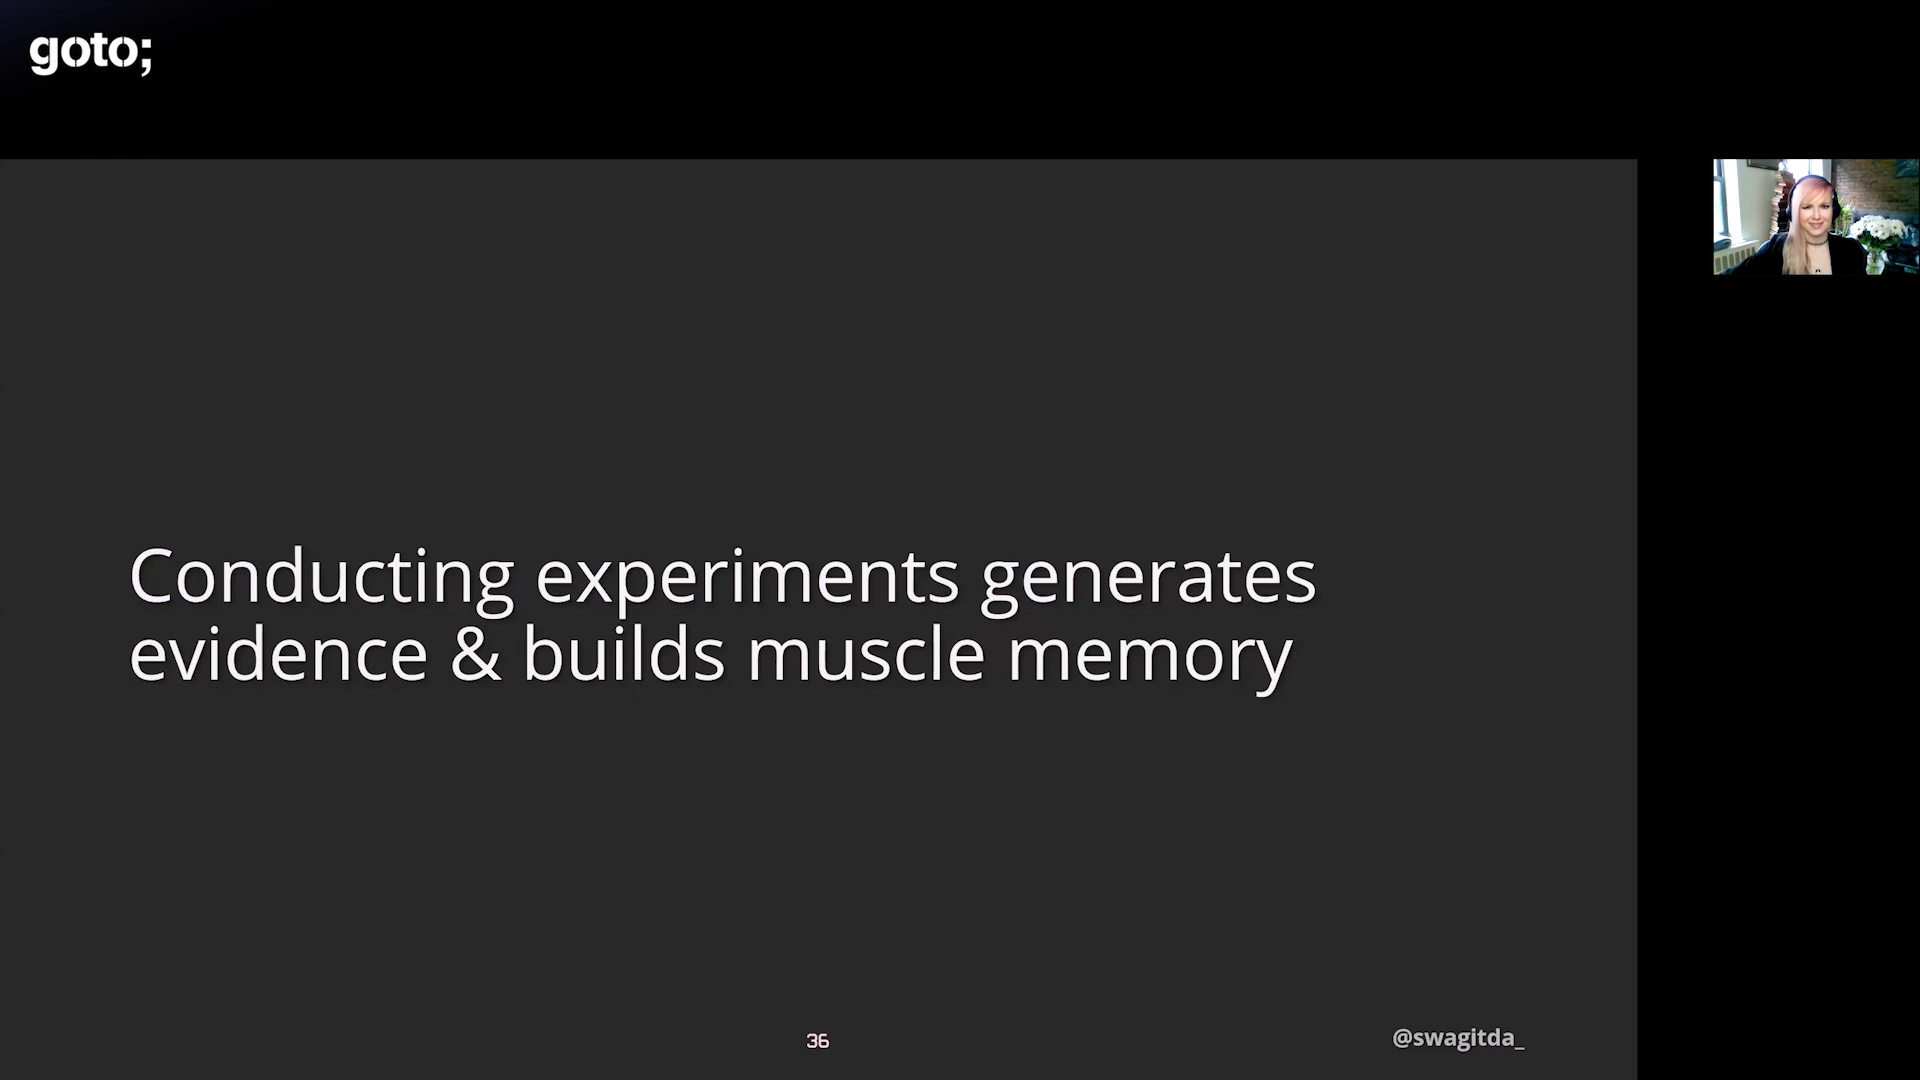 goto;
Conducting experiments generates
evidence & builds muscle memory
36
@swagitda_